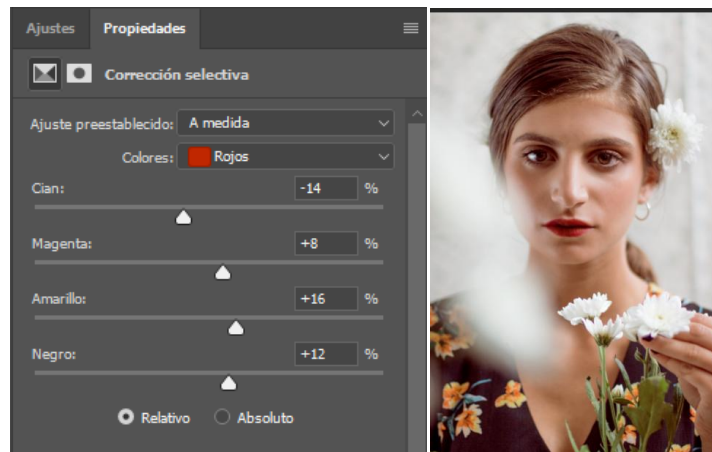 Ajustes Propiedades
Corrección selectiva
Ajuste preestablecido: A medida
Colores: Rojos
Cian: -14 %
Magenta: +8 %
Amarillo: +16 %
Negro: +12 %
Relativo Absoluto